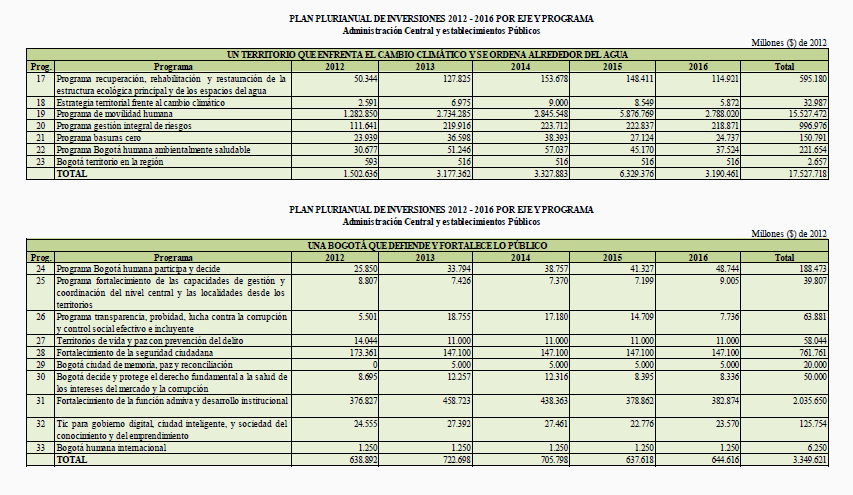 PLAN PLURIANUAL DE INVERSIONES 2012 - 2016 POR EJE Y PROGRAMA
Administración Central y establecimientos Públicos
Millones ($) de 2012
UN TERRITORIO QUE ENFRENTA EL CAMBIO CLIMÁTICO Y SE ORDENA ALREDEDOR DEL AGUA
Prog. Programa 2012 2013 2014 2015 2016 Total
17 Programa recuperación, rehabilitación y restauración de la 50.344 127.825 153.678 148.411 114.921 595.180
estructura ecológica principal y de los espacios del agua
18 Estrategia territorial frente al cambio climático 2.591 6.975 9.000 8.549 5.872 32.987
19 Programa de movilidad humana 1.282.850 2.734.285 2.845.548 5.876.769 2.788.020 15.527.472
20 Programa gestión integral de riesgos 111.641 219.916 223.712 222.837 218.871 996.976
21 Programa basuras cero 23.939 36.598 38.393 27.124 24.737 150.791
22 Programa Bogotá humana ambientalmente saludable 30.677 51.246 57.037 45.170 37.524 221.654
23 Bogotá territorio en la región 593 516 516 516 516 2.657
TOTAL 1.502.636 3.177.362 3.327.883 6.329.376 3.190.461 17.527.718
PLAN PLURIANUAL DE INVERSIONES 2012 - 2016 POR EJE Y PROGRAMA
Administración Central y establecimientos Públicos
Millones ($) de 2012
UNA BOGOTÁ QUE DEFIENDE Y FORTALECE LO PÚBLICO
Prog. Programa 2012 2013 2014 2015 2016 Total
24 Programa Bogotá humana participa y decide 25.850 33.794 38.757 41.327 48.744 188.473
25 Programa fortalecimiento de las capacidades de gestión y 8.807 7.426 7.370 7.199 9.005 39.807
coordinación del nivel central y las localidades desde los
territorios
26 Programa transparencia, probidad, lucha contra la corrupción 5.501 18.755 17.180 14.709 7.736 63.881
y control social efectivo e incluyente
27 Territorios de vida y paz con prevención del delito 14.044 11.000 11.000 11.000 11.000 58.044
28 Fortalecimiento de la seguridad ciudadana 173.361 147.100 147.100 147.100 147.100 761.761
29 Bogotá ciudad de memoria, paz y reconciliación 0 5.000 5.000 5.000 5.000 20.000
30 Bogotá decide y protege el derecho fundamental a la salud de 8.695 12.257 12.316 8.395 8.336 50.000
los intereses del mercado y la corrupción
31 Fortalecimiento de la función admiva y desarrollo institucional 376.827 458.723 438.363 378.862 382.874 2.035.650
32 Tic para gobierno digital, ciudad inteligente, y sociedad del 24.555 27.392 27.461 22.776 23.570 125.754
conocimiento y del emprendimiento
33 Bogotá humana internacional 1.250 1.250 1.250 1.250 1.250 6.250
TOTAL 638.892 722.698 705.798 637.618 644.616 3.349.621